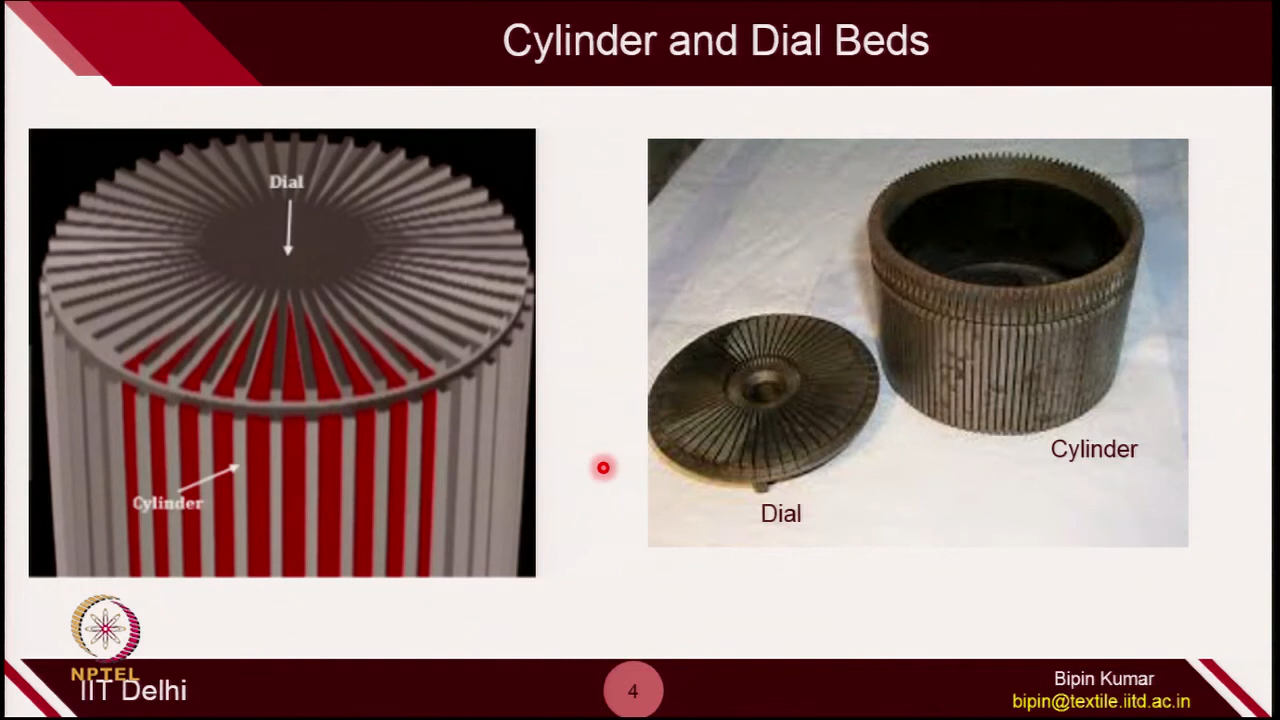 Cylinder and Dial Beds
Dial
Cylinder
Cylinder
Dial
NPTEL
IIT Delhi
4
Bipin Kumar
bipin@textile.iitd.ac.in